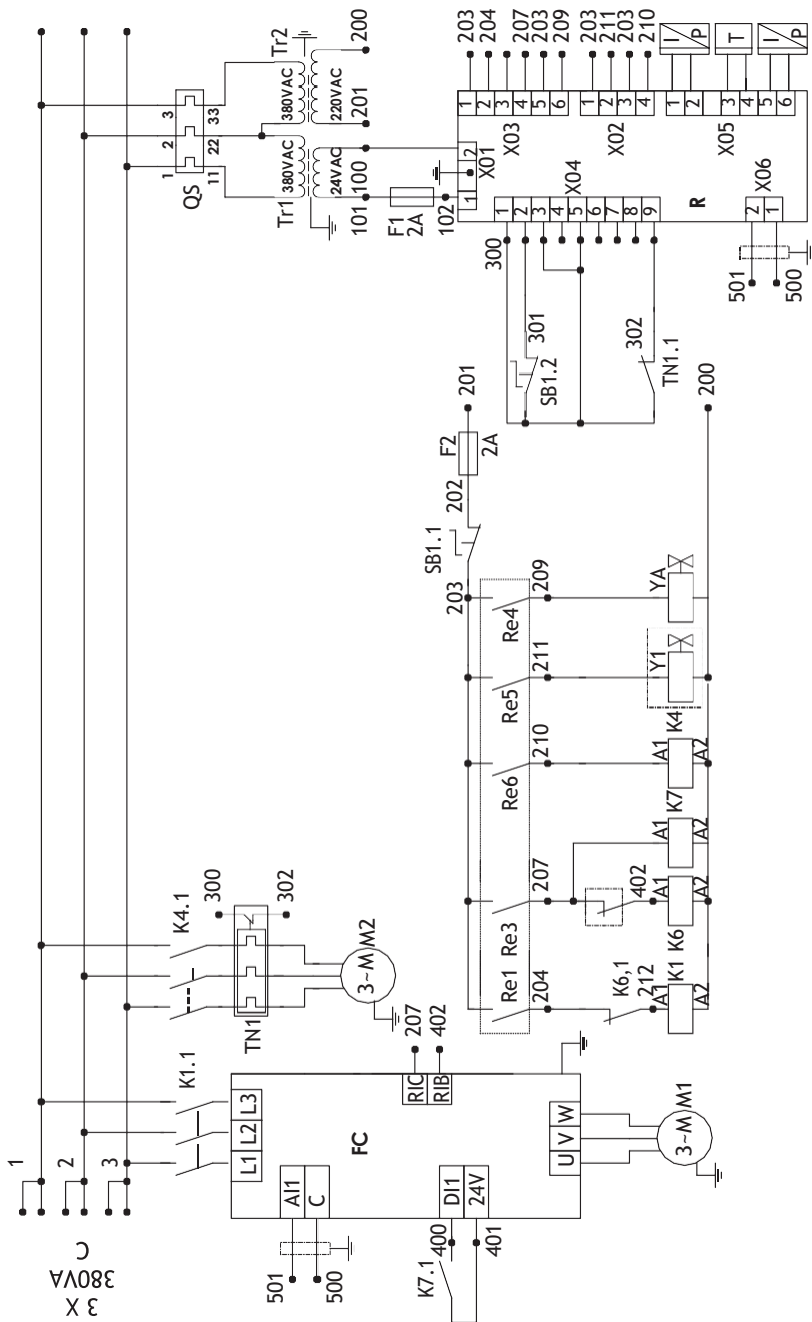 3 X
380VA
C
1
2
3
QS
1 2 3
11 22 33
K1.1
K4.1
TN1
300
302
3~M M2
L1 L2 L3
FC
AI1
C
501
500
DI1
24V
400
401
K7.1
RIC
RIB
207
402
U V W
3~M M1
Tr1
380VAC
24VAC
Tr2
380VAC
220VAC
101
100
201
200
F1
2A
102
203
SB1.1
202
F2
2A
201
Re1
Re3
Re6
Re5
Re4
204
207
210
211
209
K6,1
212
402
K1
A1
A2
K6
A1
A2
K7
A1
A2
K4
A1
A2
Y1
YA
200
300
SB1.2
301
302
TN1.1
R
X01
1
2
X04
1
2
3
4
5
6
7
8
9
X06
2
1
501
500
X03
1
2
3
4
5
6
203
204
203
207
203
209
X02
1
2
3
4
203
211
203
210
X05
1
2
3
4
5
6
I
P
T
I
P